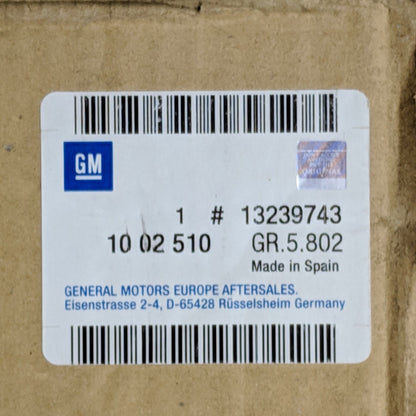 GM
1 # 13239743
10 02 510 GR.5.802
Made in Spain
GENERAL MOTORS EUROPE AFTERSALES.
Eisenstrasse 2-4, D-65428 Rüsselsheim Germany